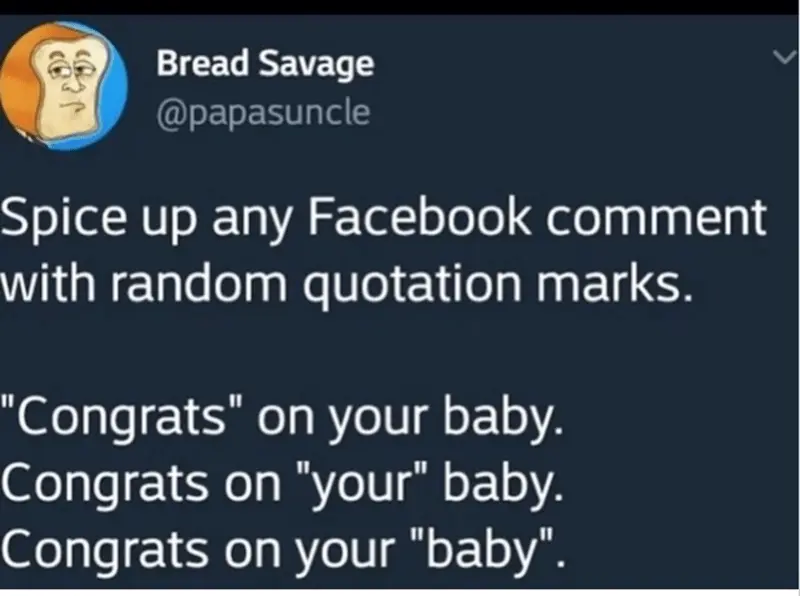 Bread Savage
@papasuncle
Spice up any Facebook comment
with random quotation marks.
"Congrats" on your baby.
Congrats on "your" baby.
Congrats on your "baby".